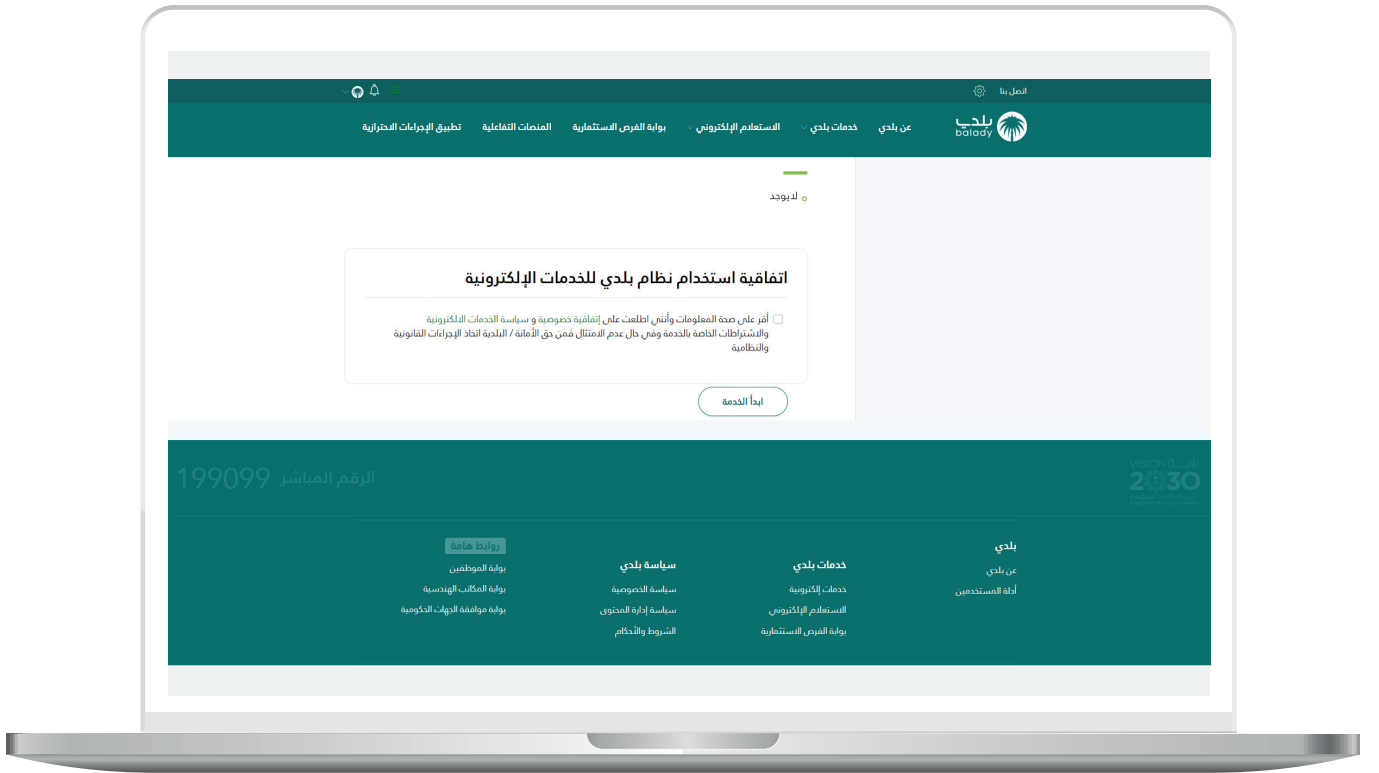 اتصل بنا
بلدي
balady
عن بلدي
خدمات بلدي
الاستعلام الإلكتروني
بوابة الفرص الاستثمارية
المنصات التفاعلية
تطبيق الإجراءات الاحترازية
لايوجد
اتفاقية استخدام نظام بلدي للخدمات الإلكترونية
أقر على صحة المعلومات وأنني اطلعت على إتفاقية خصوصية و سياسة الخدمات الالكترونية
والاشتراطات الخاصة بالخدمة وفي حال عدم الامتثال فمن حق الأمانة / البلدية اتخاذ الإجراءات القانونية
والنظامية
ابدأ الخدمة
VISION رؤية
2030
الرقم المباشر 199099
بلدي
عن بلدي
أدلة المستخدمين
خدمات بلدي
خدمات إلكترونية
الاستعلام الإلكتروني
بوابة الفرص الاستثمارية
سياسة بلدي
سياسة الخصوصية
سياسة إدارة المحتوى
الشروط والأحكام
روابط هامة
بوابة الموظفين
بوابة المكاتب الهندسية
بوابة موافقة الجهات الحكومية